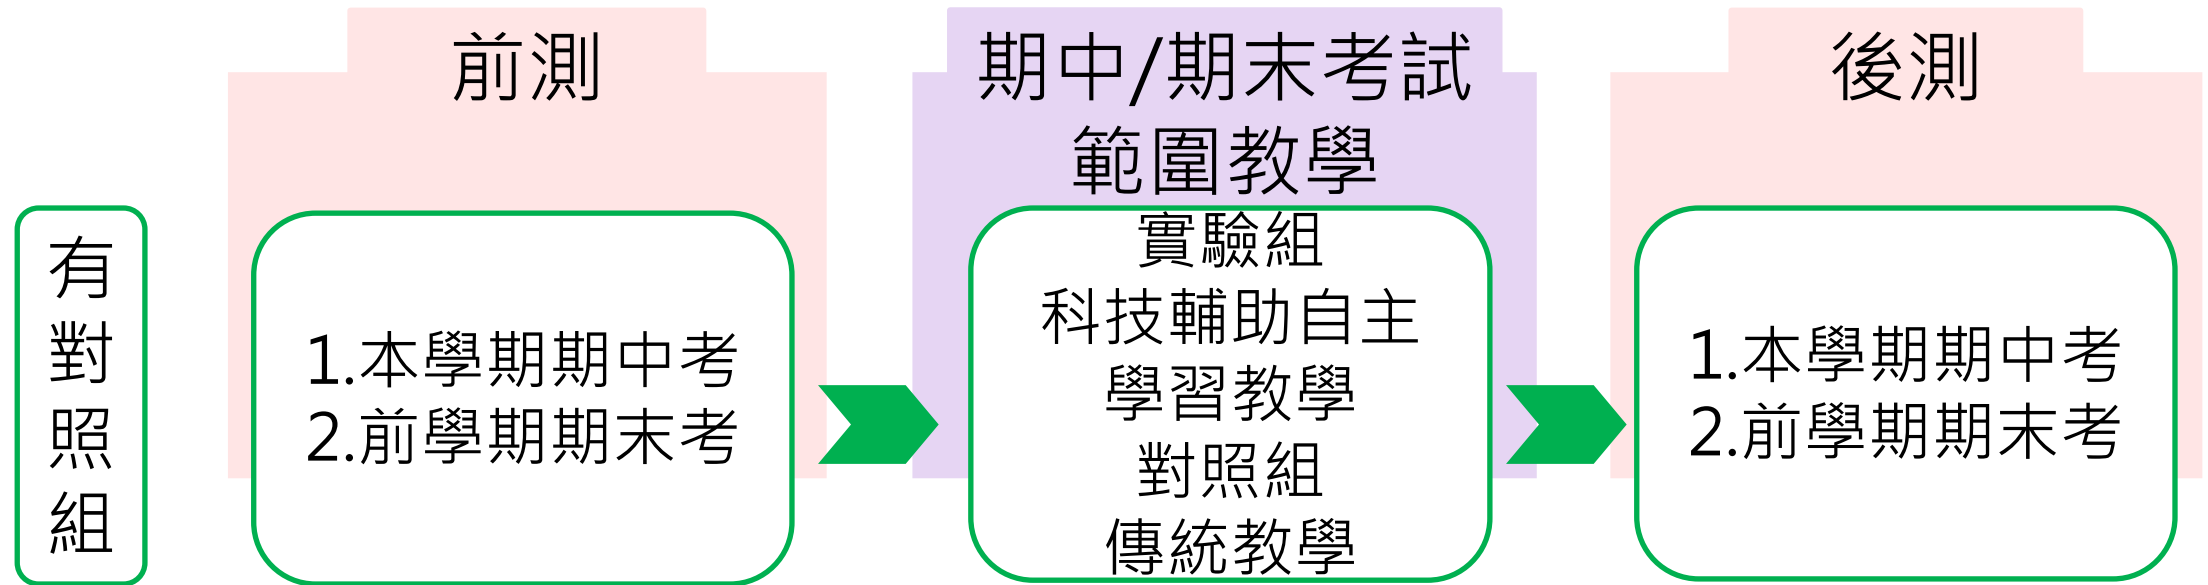 有
對
照
組
前測
1.本學期期中考
2.前學期期末考
期中/期末考試
範圍教學
實驗組
科技輔助自主
學習教學
對照組
傳統教學
後測
1.本學期期中考
2.前學期期末考